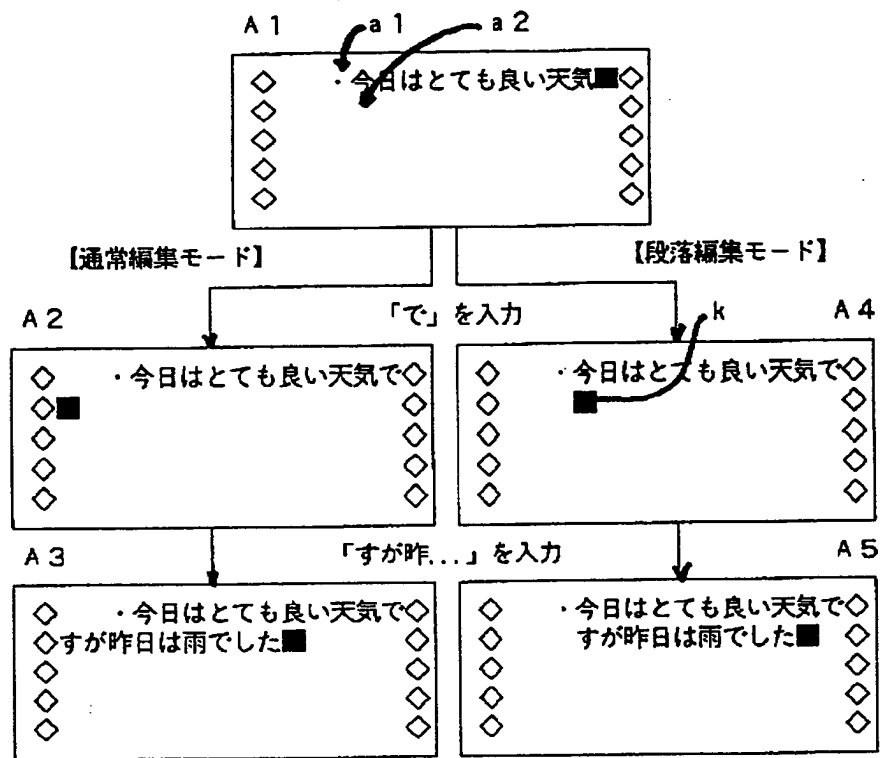 A1 a1 a2
◇ ・今日はとても良い天気■◇
◇ ◇
◇ ◇
◇ ◇
◇ ◇
【通常編集モード】 【段落編集モード】
「で」を入力
A2 k A4
◇ ・今日はとても良い天気で◇ ◇ ・今日はとても良い天気で◇
◇■ ◇ ◇ ■ ◇
◇ ◇ ◇ ◇
◇ ◇ ◇ ◇
◇ ◇ ◇ ◇
A3 「すが昨...」を入力 A5
◇ ・今日はとても良い天気で◇ ◇ ・今日はとても良い天気で◇
◇すが昨日は雨でした■ ◇ ◇ すが昨日は雨でした■ ◇
◇ ◇ ◇ ◇
◇ ◇ ◇ ◇
◇ ◇ ◇ ◇